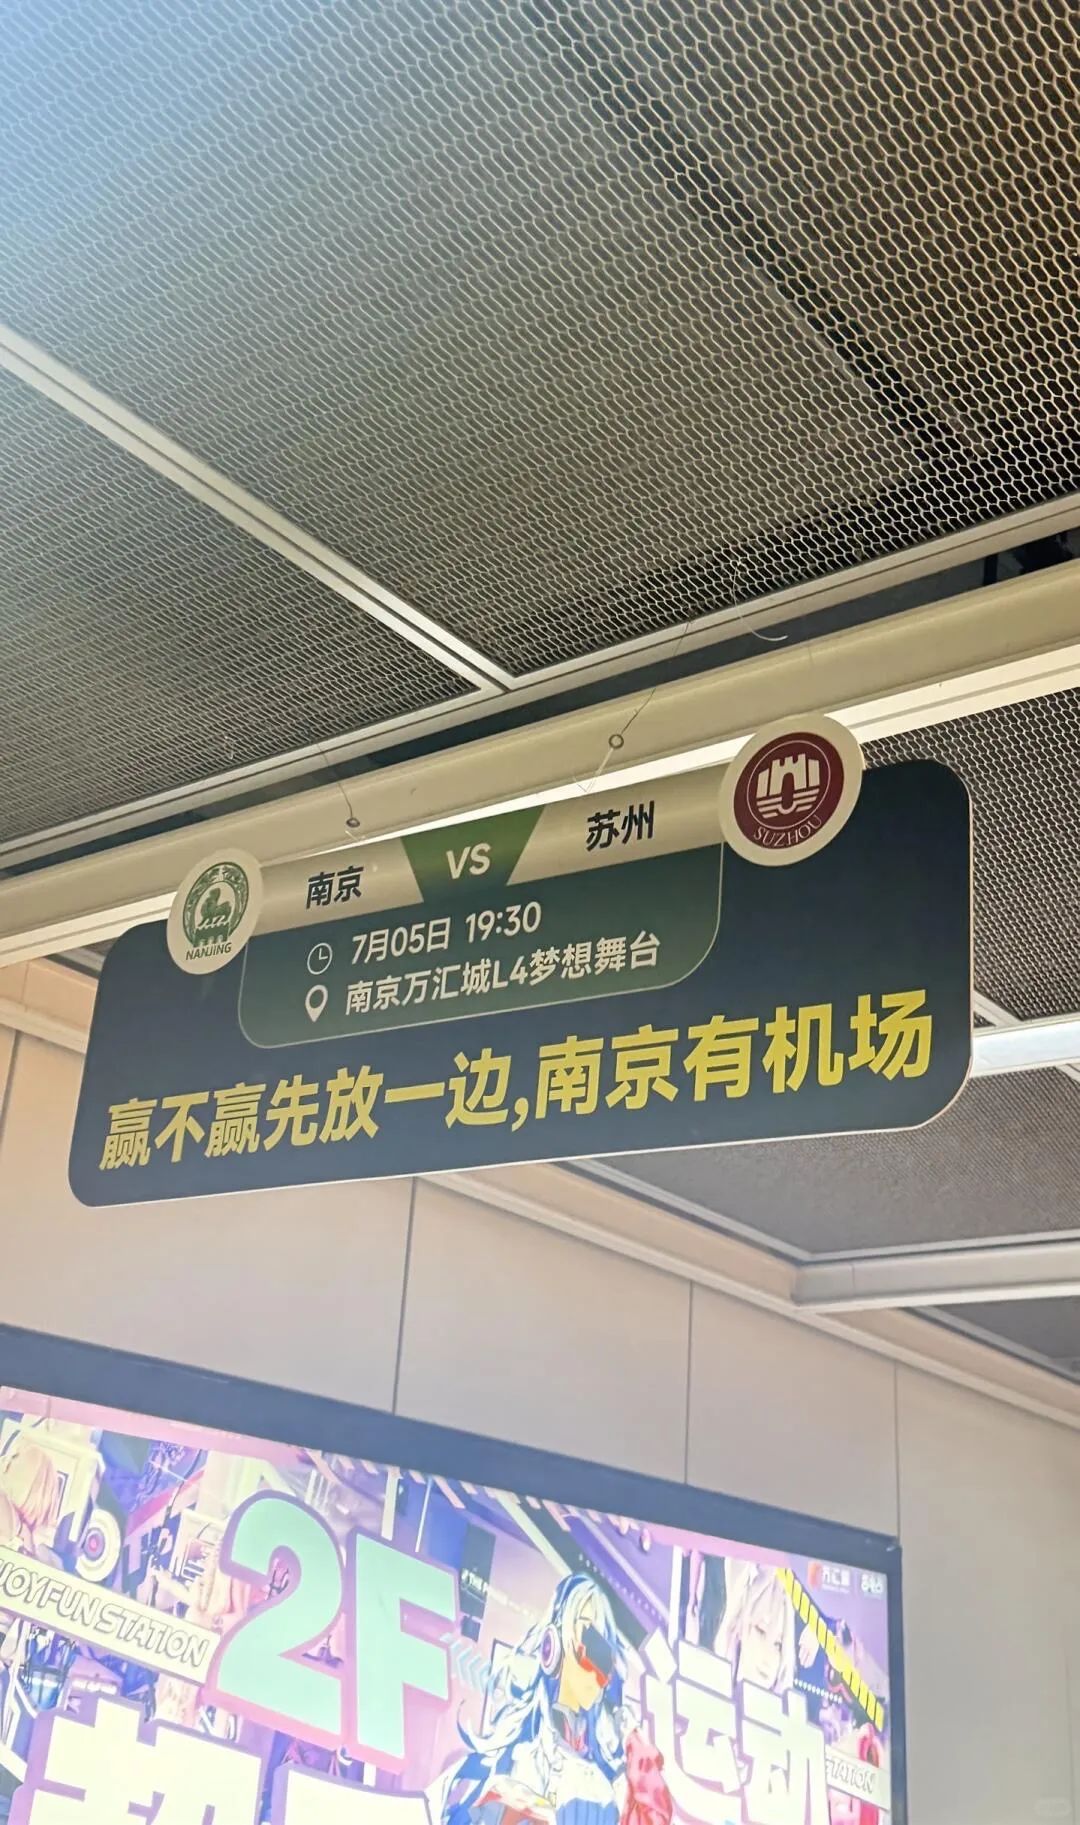 南京 VS 苏州
NANJING
SUZHOU
7月05日 19:30
南京万汇城L4梦想舞台
赢不赢先放一边,南京有机场
2F
JOYFUN STATION
运动
STATION